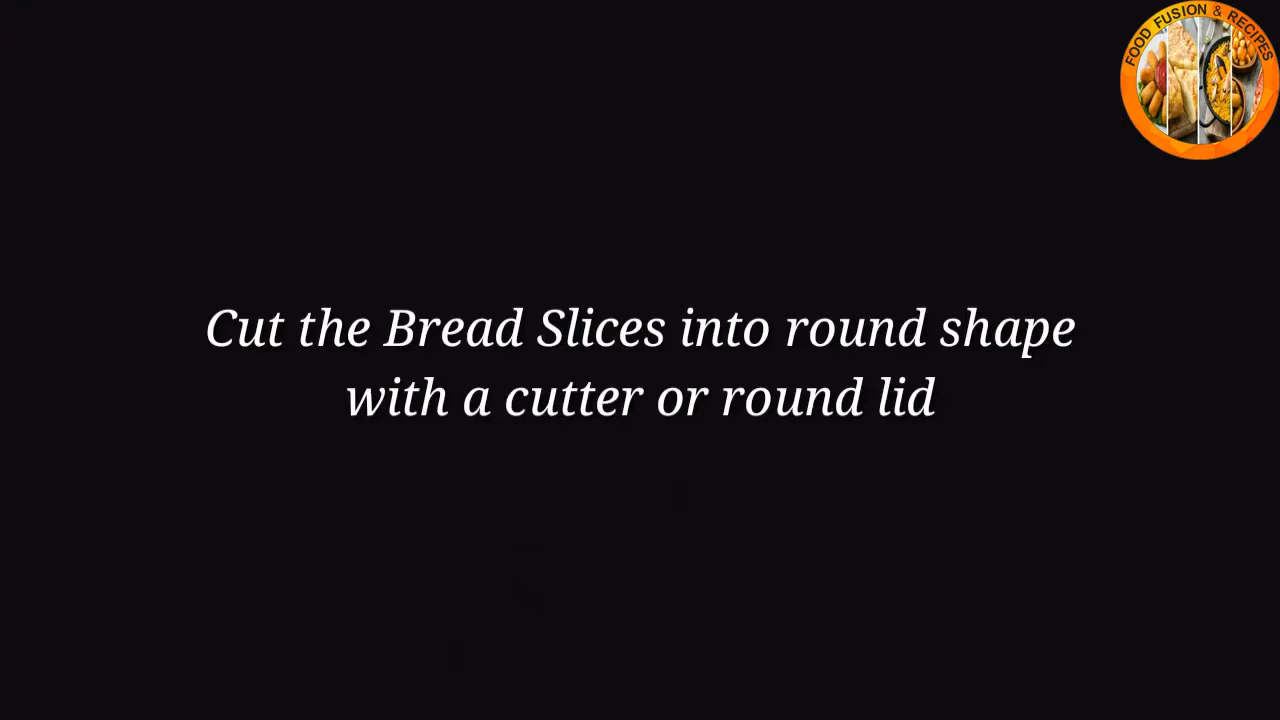 FOOD FUSION & RECIPES
Cut the Bread Slices into round shape
with a cutter or round lid